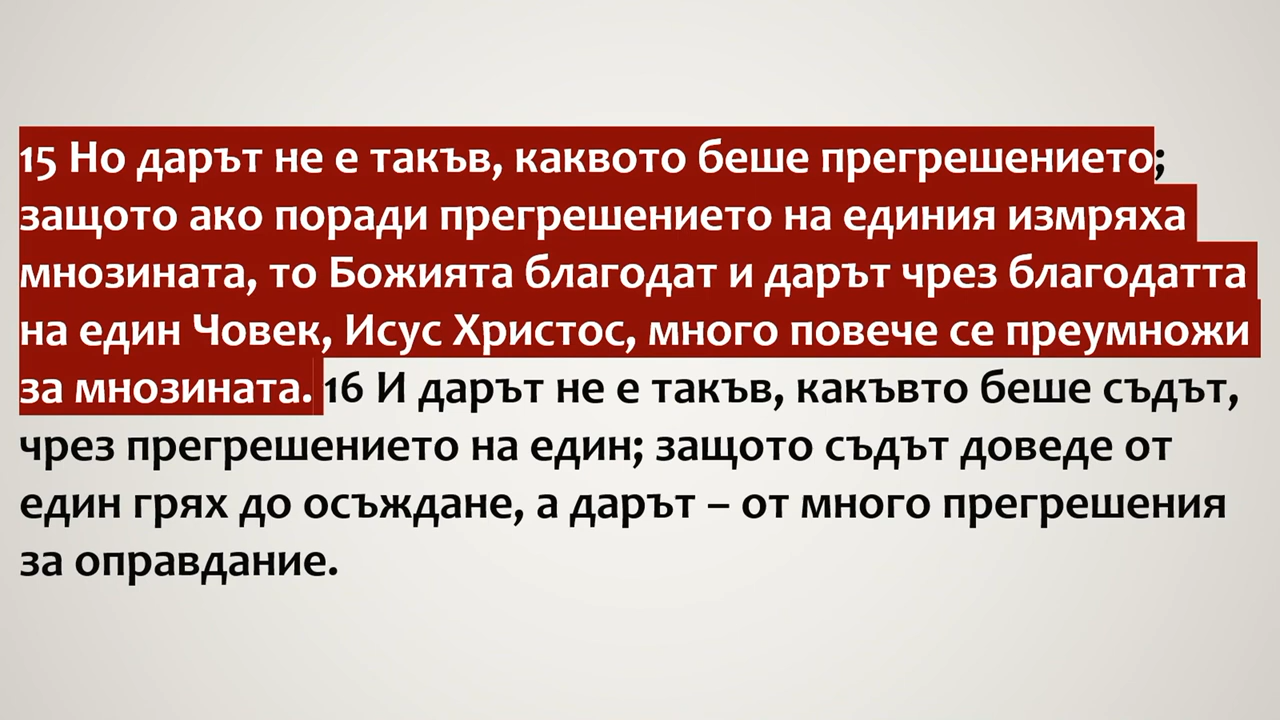 15 Но дарът не е такъв, каквото беше прегрешението;
защото ако поради прегрешението на единия измряха
мнозината, то Божията благодат и дарът чрез благодатта
на един Човек, Исус Христос, много повече се преумножи
за мнозината. 16 И дарът не е такъв, какъвто беше съдът,
чрез прегрешението на един; защото съдът доведе от
един грях до осъждане, а дарът – от много прегрешения
за оправдание.